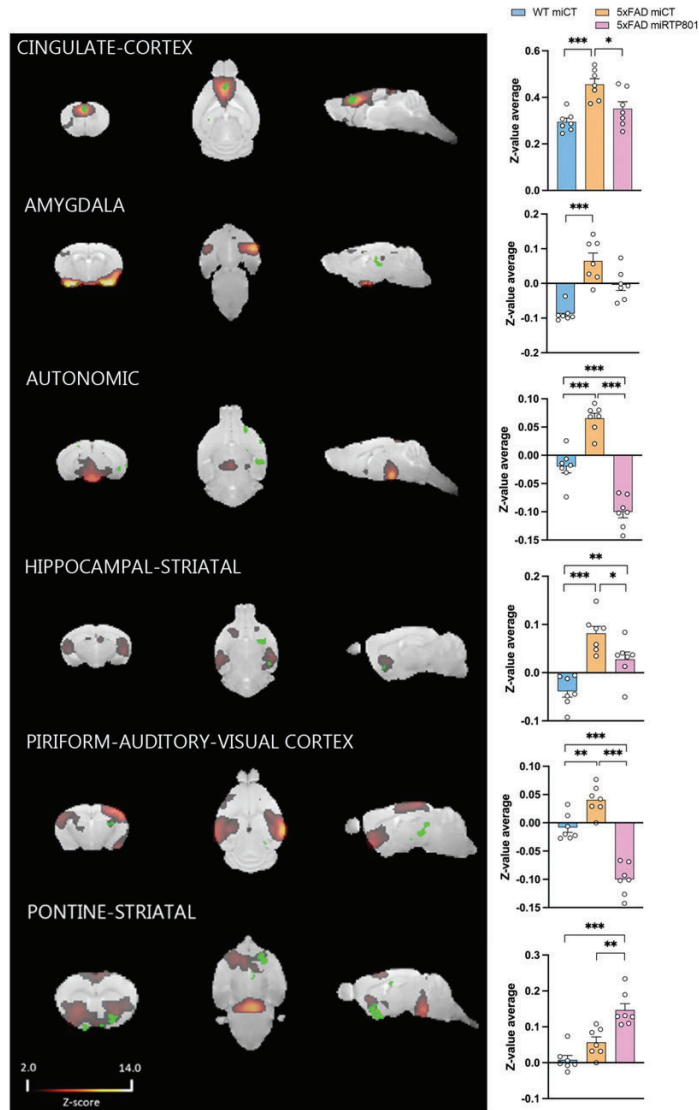 WT miCT
5xFAD miCT
5xFAD miRTP801
CINGULATE-CORTEX
*** *
Z-value average
0.6
0.4
0.2
0.0
AMYGDALA
***
Z-value average
0.2
0.1
0.0
-0.1
-0.2
AUTONOMIC
***
*** ***
Z-value average
0.10
0.05
0.00
-0.05
-0.10
-0.15
HIPPOCAMPAL-STRIATAL
**
*** *
Z-value average
0.2
0.1
0.0
-0.1
PIRIFORM-AUDITORY-VISUAL CORTEX
***
** ***
Z-value average
0.10
0.05
0.00
-0.05
-0.10
-0.15
PONTINE-STRIATAL
***
**
Z-value average
0.3
0.2
0.1
0.0
-0.1
2.0 14.0
Z-score